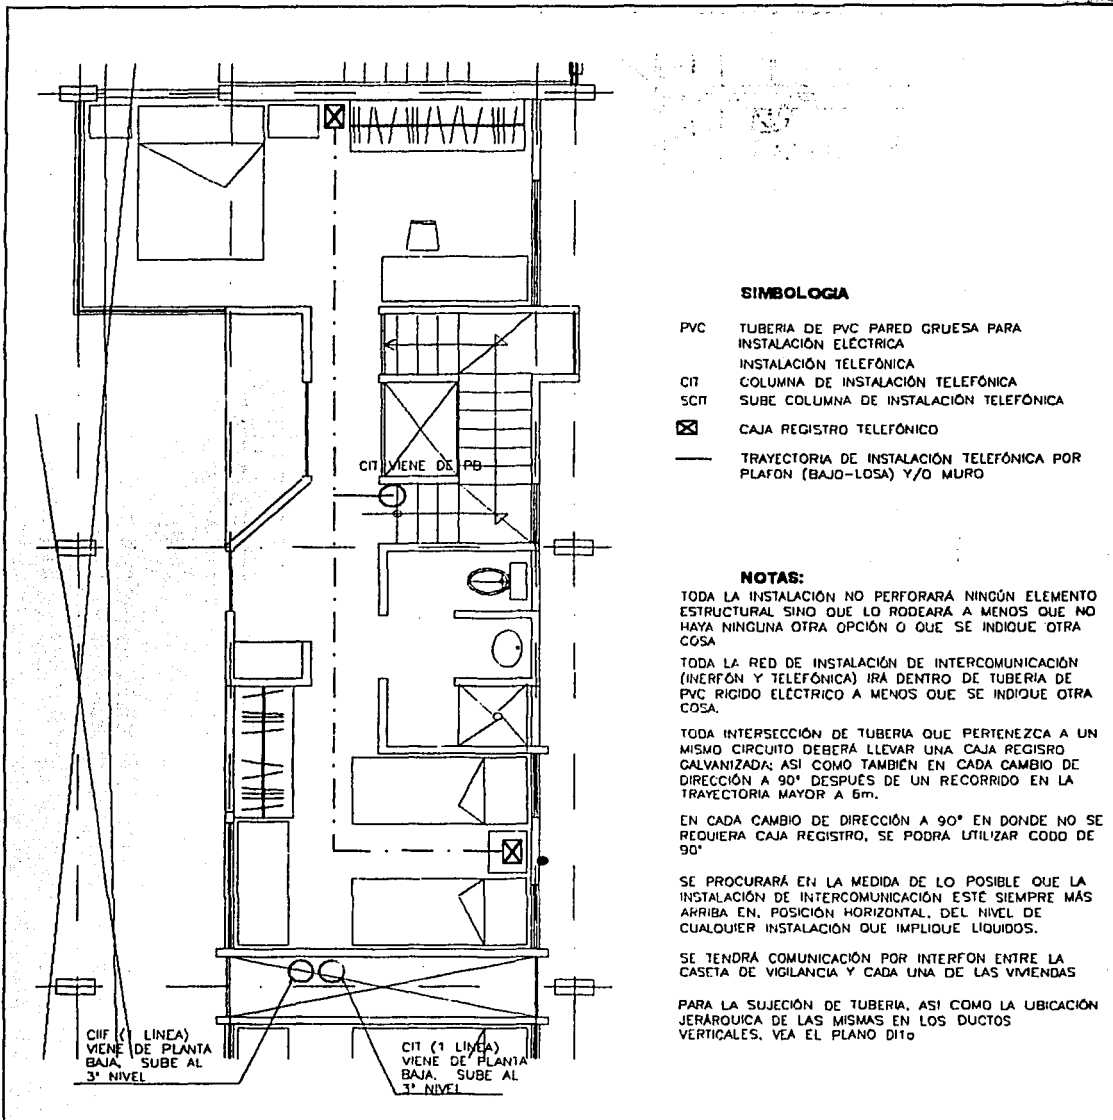 SIMBOLOGIA
PVC TUBERIA DE PVC PARED GRUESA PARA
INSTALACIÓN ELÉCTRICA
INSTALACIÓN TELEFÓNICA
CIT COLUMNA DE INSTALACIÓN TELEFÓNICA
SCIT SUBE COLUMNA DE INSTALACIÓN TELEFÓNICA
CAJA REGISTRO TELEFÓNICO
TRAYECTORIA DE INSTALACIÓN TELEFÓNICA POR
PLAFON (BAJO-LOSA) Y/O MURO
CIT VIENE DE PB
NOTAS:
TODA LA INSTALACIÓN NO PERFORARÁ NINGÚN ELEMENTO
ESTRUCTURAL SINO QUE LO RODEARÁ A MENOS QUE NO
HAYA NINGUNA OTRA OPCIÓN O QUE SE INDIQUE OTRA
COSA
TODA LA RED DE INSTALACIÓN DE INTERCOMUNICACIÓN
(INERFÓN Y TELEFÓNICA) IRÁ DENTRO DE TUBERIA DE
PVC RIGIDO ELÉCTRICO A MENOS QUE SE INDIQUE OTRA
COSA.
TODA INTERSECCIÓN DE TUBERIA QUE PERTENEZCA A UN
MISMO CIRCUITO DEBERÁ LLEVAR UNA CAJA REGISRO
GALVANIZADA; ASI COMO TAMBIÉN EN CADA CAMBIO DE
DIRECCIÓN A 90° DESPUÉS DE UN RECORRIDO EN LA
TRAYECTORIA MAYOR A 6m.
EN CADA CAMBIO DE DIRECCIÓN A 90° EN DONDE NO SE
REQUIERA CAJA REGISTRO, SE PODRÁ UTILIZAR CODO DE
90°
SE PROCURARÁ EN LA MEDIDA DE LO POSIBLE QUE LA
INSTALACIÓN DE INTERCOMUNICACIÓN ESTÉ SIEMPRE MÁS
ARRIBA EN. POSICIÓN HORIZONTAL. DEL NIVEL DE
CUALQUIER INSTALACIÓN QUE IMPLIQUE LÍQUIDOS.
SE TENDRÁ COMUNICACIÓN POR INTERFON ENTRE LA
CASETA DE VIGILANCIA Y CADA UNA DE LAS VIVIENDAS
PARA LA SUJECIÓN DE TUBERIA, ASI COMO LA UBICACIÓN
JERÁRQUICA DE LAS MISMAS EN LOS DUCTOS
VERTICALES, VEA EL PLANO DI1a
CIIF (1 LÍNEA)
VIENE DE PLANTA
BAJA, SUBE AL
3° NIVEL
CIT (1 LÍNEA)
VIENE DE PLANTA
BAJA. SUBE AL
3° NIVEL